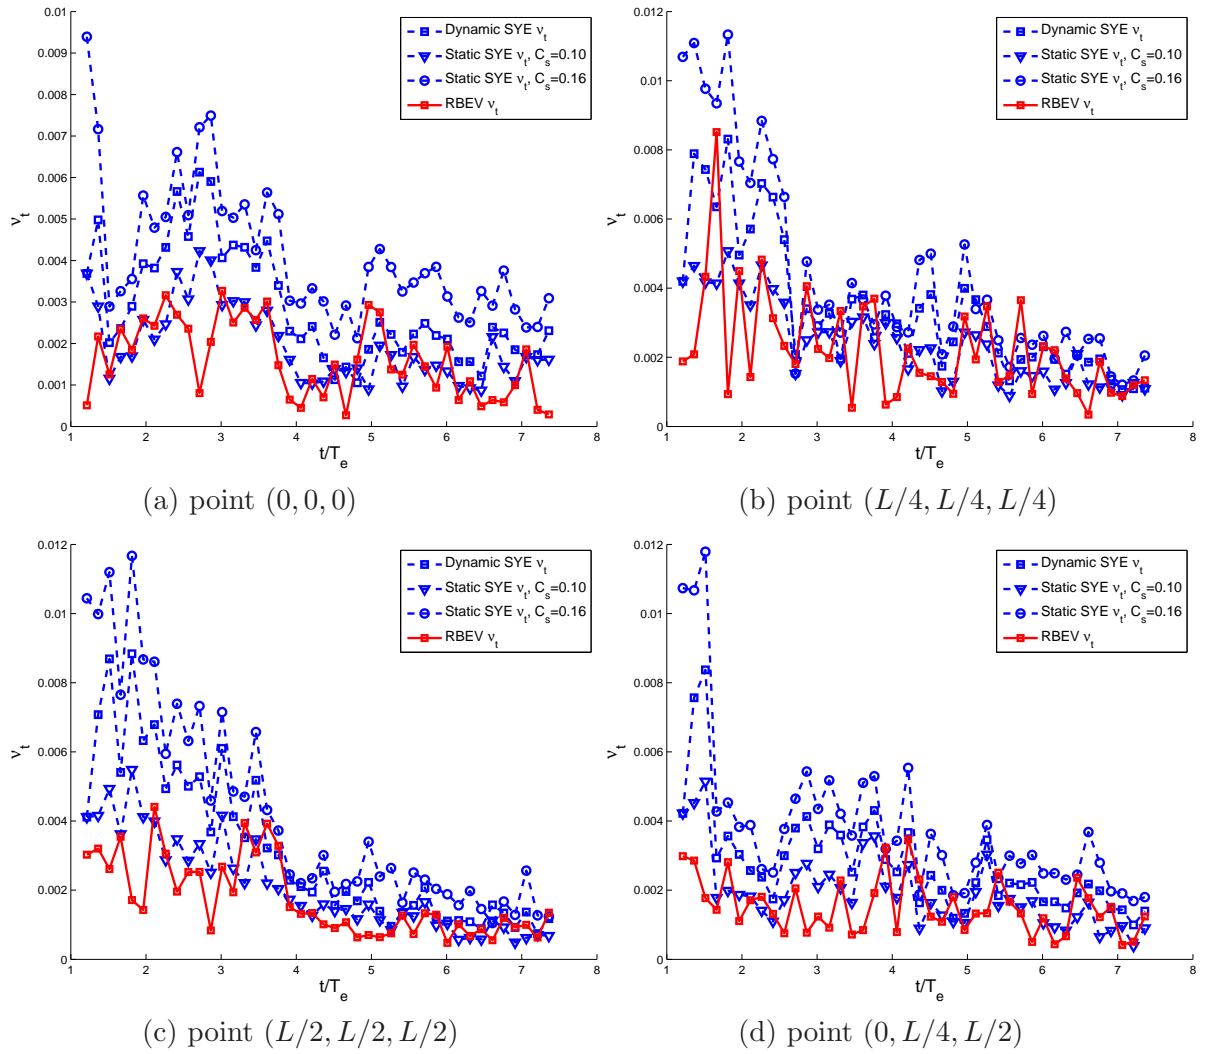 0.01
0.009
0.008
0.007
0.006
0.005
0.004
0.003
0.002
0.001
0
ν_t
1 2 3 4 5 6 7 8
t/T_e
Dynamic SYE ν_t
Static SYE ν_t, C_s=0.10
Static SYE ν_t, C_s=0.16
RBEV ν_t
(a) point (0, 0, 0)
0.012
0.01
0.008
0.006
0.004
0.002
0
ν_t
1 2 3 4 5 6 7 8
t/T_e
Dynamic SYE ν_t
Static SYE ν_t, C_s=0.10
Static SYE ν_t, C_s=0.16
RBEV ν_t
(b) point (L/4, L/4, L/4)
0.012
0.01
0.008
0.006
0.004
0.002
0
ν_t
1 2 3 4 5 6 7 8
t/T_e
Dynamic SYE ν_t
Static SYE ν_t, C_s=0.10
Static SYE ν_t, C_s=0.16
RBEV ν_t
(c) point (L/2, L/2, L/2)
0.012
0.01
0.008
0.006
0.004
0.002
0
ν_t
1 2 3 4 5 6 7 8
t/T_e
Dynamic SYE ν_t
Static SYE ν_t, C_s=0.10
Static SYE ν_t, C_s=0.16
RBEV ν_t
(d) point (0, L/4, L/2)